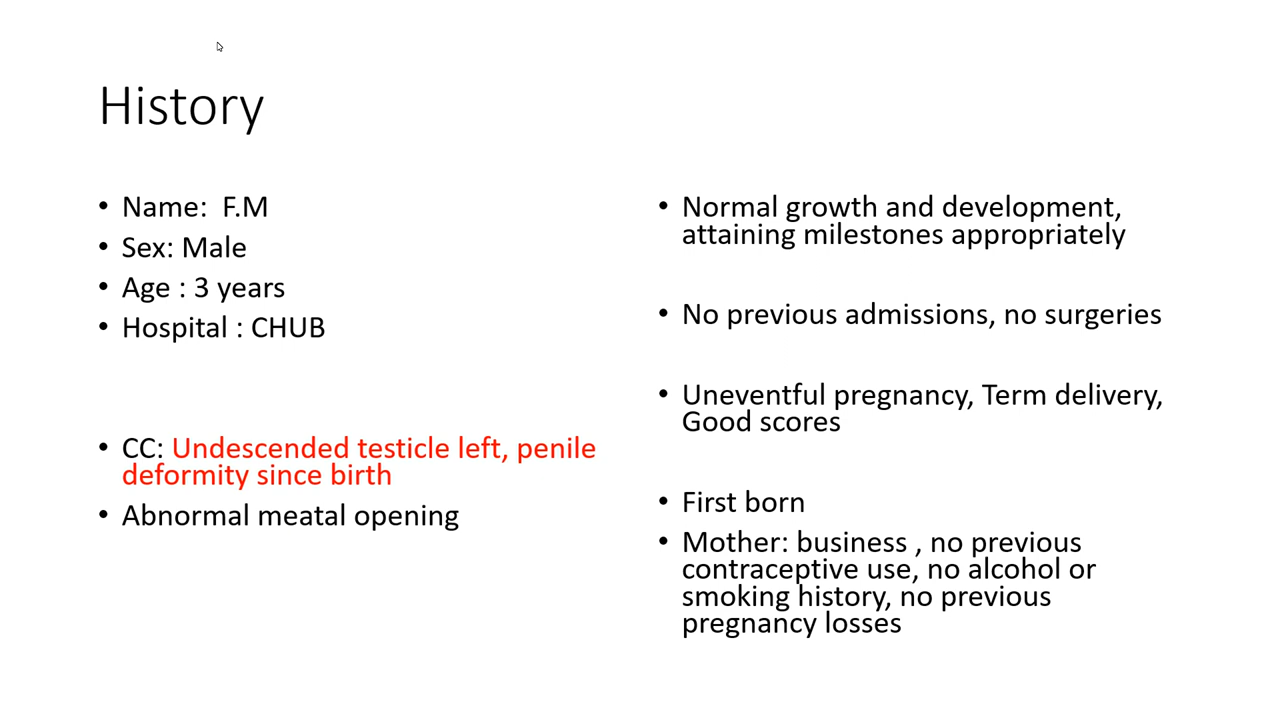 History
• Name:  F.M
• Sex: Male
• Age : 3 years
• Hospital : CHUB
• CC: Undescended testicle left, penile
deformity since birth
• Abnormal meatal opening
• Normal growth and development,
attaining milestones appropriately
• No previous admissions, no surgeries
• Uneventful pregnancy, Term delivery,
Good scores
• First born
• Mother: business , no previous
contraceptive use, no alcohol or
smoking history, no previous
pregnancy losses